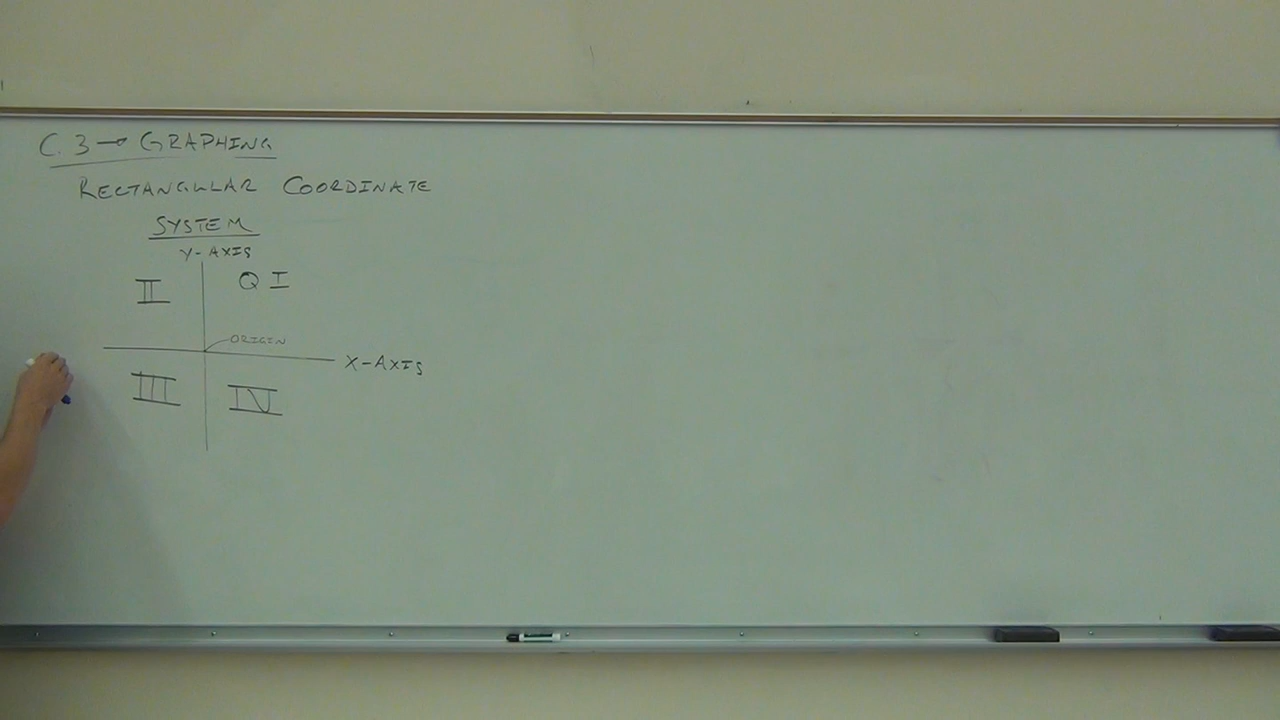 C.3 → GRAPHING
RECTANGULAR COORDINATE
SYSTEM
Y-AXIS
II
Q I
ORIGIN
X-AXIS
III
IV